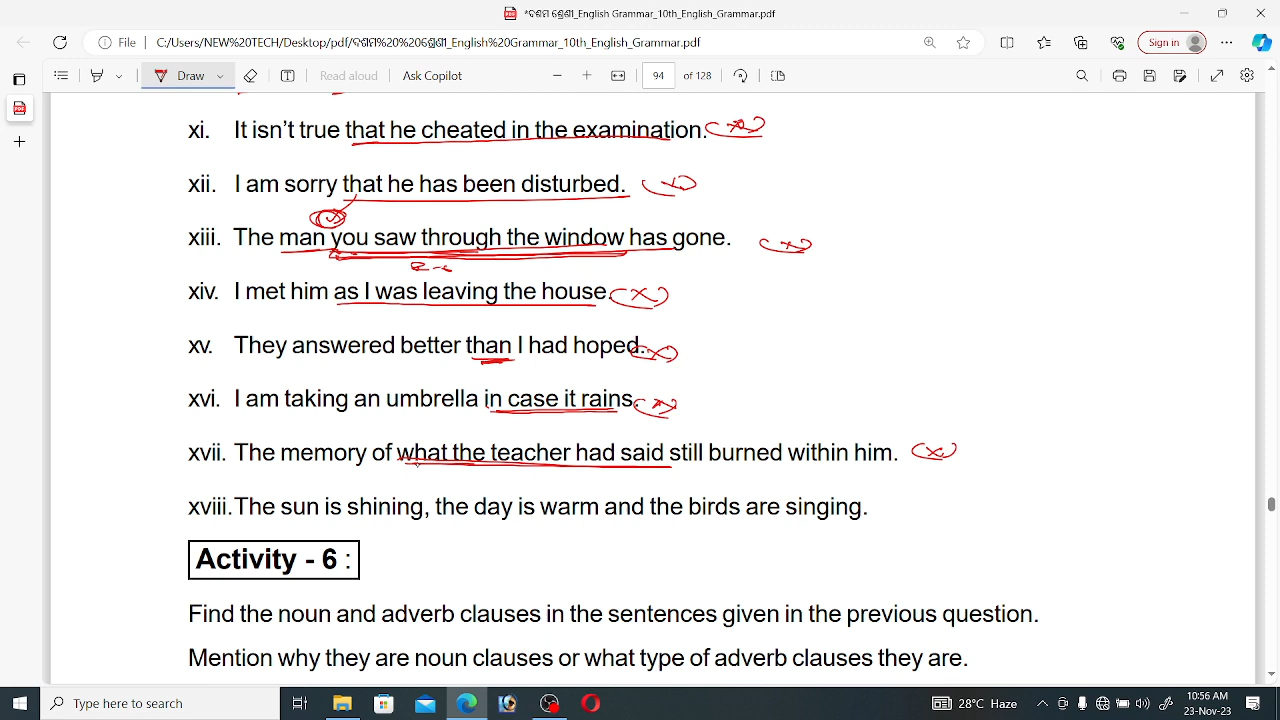 *ଦଶମ ଶ୍ରେଣୀ_English Grammar_10th_English_Grammar.pdf
File C:/Users/NEW%20TECH/Desktop/pdf/ଦଶମ%20ଶ୍ରେଣୀ_English Grammar_10th_English_Grammar.pdf Sign in
Draw Read aloud Ask Copilot 94 of 128
xi. It isn't true that he cheated in the examination. (x)
xii. I am sorry that he has been disturbed. (x)
xiii. The man you saw through the window has gone. (x)
xiv. I met him as I was leaving the house. (x)
xv. They answered better than I had hoped. (x)
xvi. I am taking an umbrella in case it rains. (x)
xvii. The memory of what the teacher had said still burned within him. (x)
xviii. The sun is shining, the day is warm and the birds are singing.
Activity - 6 :
Find the noun and adverb clauses in the sentences given in the previous question.
Mention why they are noun clauses or what type of adverb clauses they are.
Type here to search 28°C Haze 10:56 AM
23-Nov-23